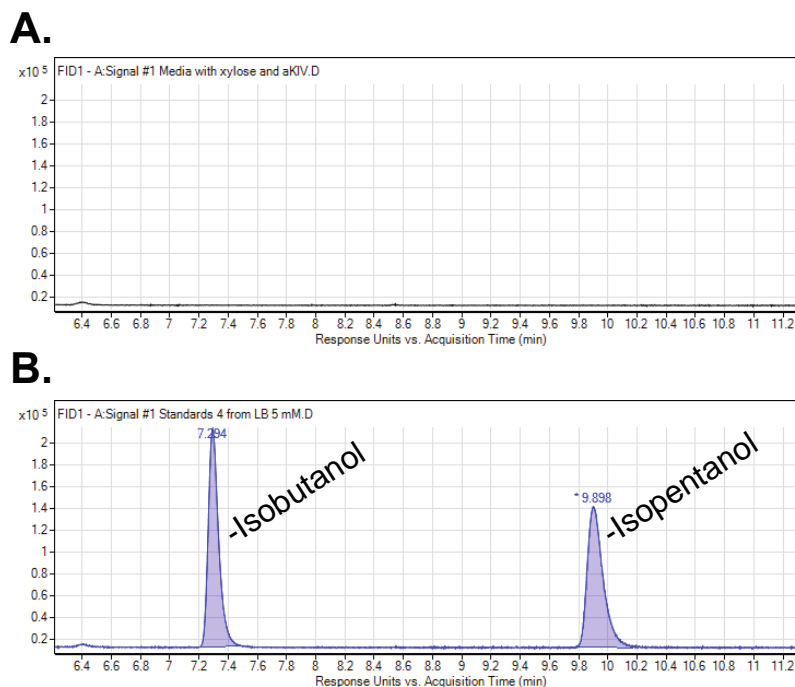 A.
x10 5 FID1 - A:Signal #1 Media with xylose and aKIV.D
2
1.8
1.6
1.4
1.2
1
0.8
0.6
0.4
0.2
6.4 6.6 6.8 7 7.2 7.4 7.6 7.8 8 8.2 8.4 8.6 8.8 9 9.2 9.4 9.6 9.8 10 10.2 10.4 10.6 10.8 11 11.2
Response Units vs. Acquisition Time (min)
B.
x10 5 FID1 - A:Signal #1 Standards 4 from LB 5 mM.D
7.294
-Isobutanol
* 9.898
-Isopentanol
2
1.8
1.6
1.4
1.2
1
0.8
0.6
0.4
0.2
6.4 6.6 6.8 7 7.2 7.4 7.6 7.8 8 8.2 8.4 8.6 8.8 9 9.2 9.4 9.6 9.8 10 10.2 10.4 10.6 10.8 11 11.2
Response Units vs. Acquisition Time (min)